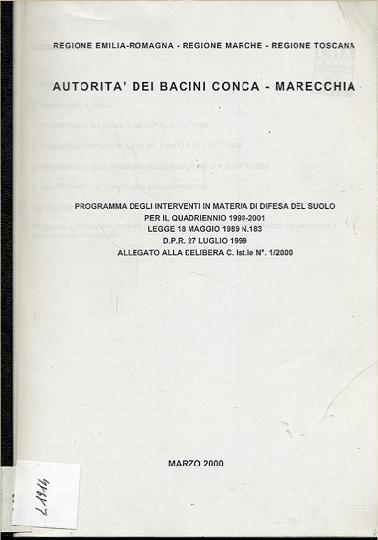 REGIONE EMILIA-ROMAGNA - REGIONE MARCHE - REGIONE TOSCANA
AUTORITA' DEI BACINI CONCA - MARECCHIA
PROGRAMMA DEGLI INTERVENTI IN MATERIA DI DIFESA DEL SUOLO
PER IL QUADRIENNIO 1998-2001
LEGGE 18 MAGGIO 1989 N.183
D.P.R. 27 LUGLIO 1999
ALLEGATO ALLA DELIBERA C. Ist.le N°. 1/2000
MARZO 2000
L1914